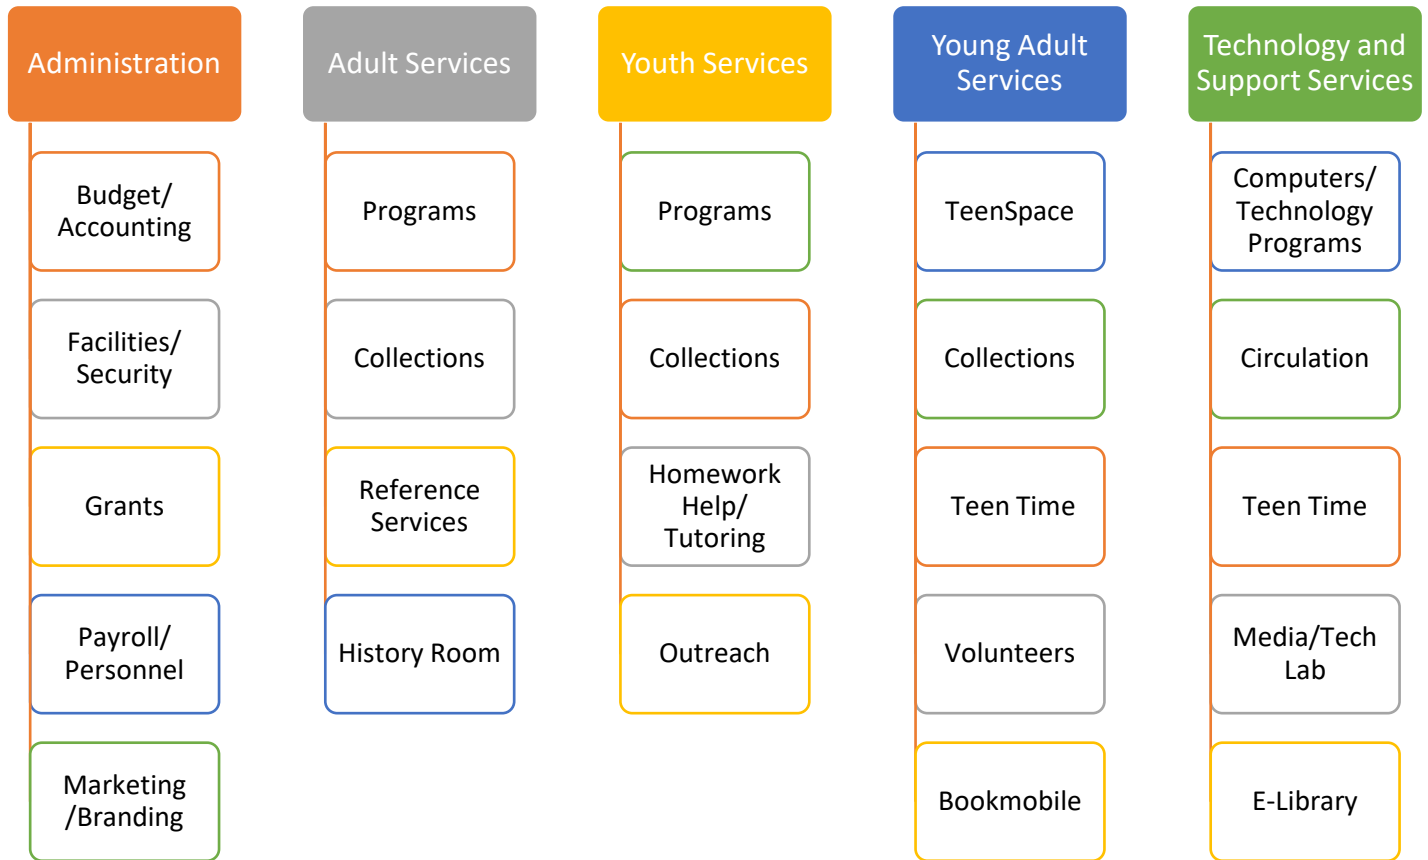 Administration
Budget/
Accounting
Facilities/
Security
Grants
Payroll/
Personnel
Marketing
/Branding
Adult Services
Programs
Collections
Reference
Services
History Room
Youth Services
Programs
Collections
Homework
Help/
Tutoring
Outreach
Young Adult
Services
TeenSpace
Collections
Teen Time
Volunteers
Bookmobile
Technology and
Support Services
Computers/
Technology
Programs
Circulation
Teen Time
Media/Tech
Lab
E-Library